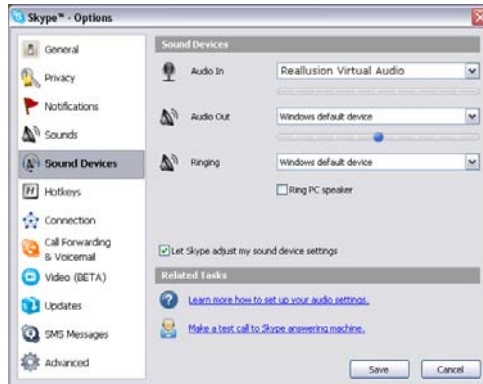 Skype™ - Options
General
Privacy
Notifications
Sounds
Sound Devices
Hotkeys
Connection
Call Forwarding
& Voicemail
Video (BETA)
Updates
SMS Messages
Advanced
Sound Devices
Audio In
Reallusion Virtual Audio
Audio Out
Windows default device
Ringing
Windows default device
Ring PC speaker
Let Skype adjust my sound device settings
Related Tasks
Learn more how to set up your audio settings.
Make a test call to Skype answering machine.
Save
Cancel